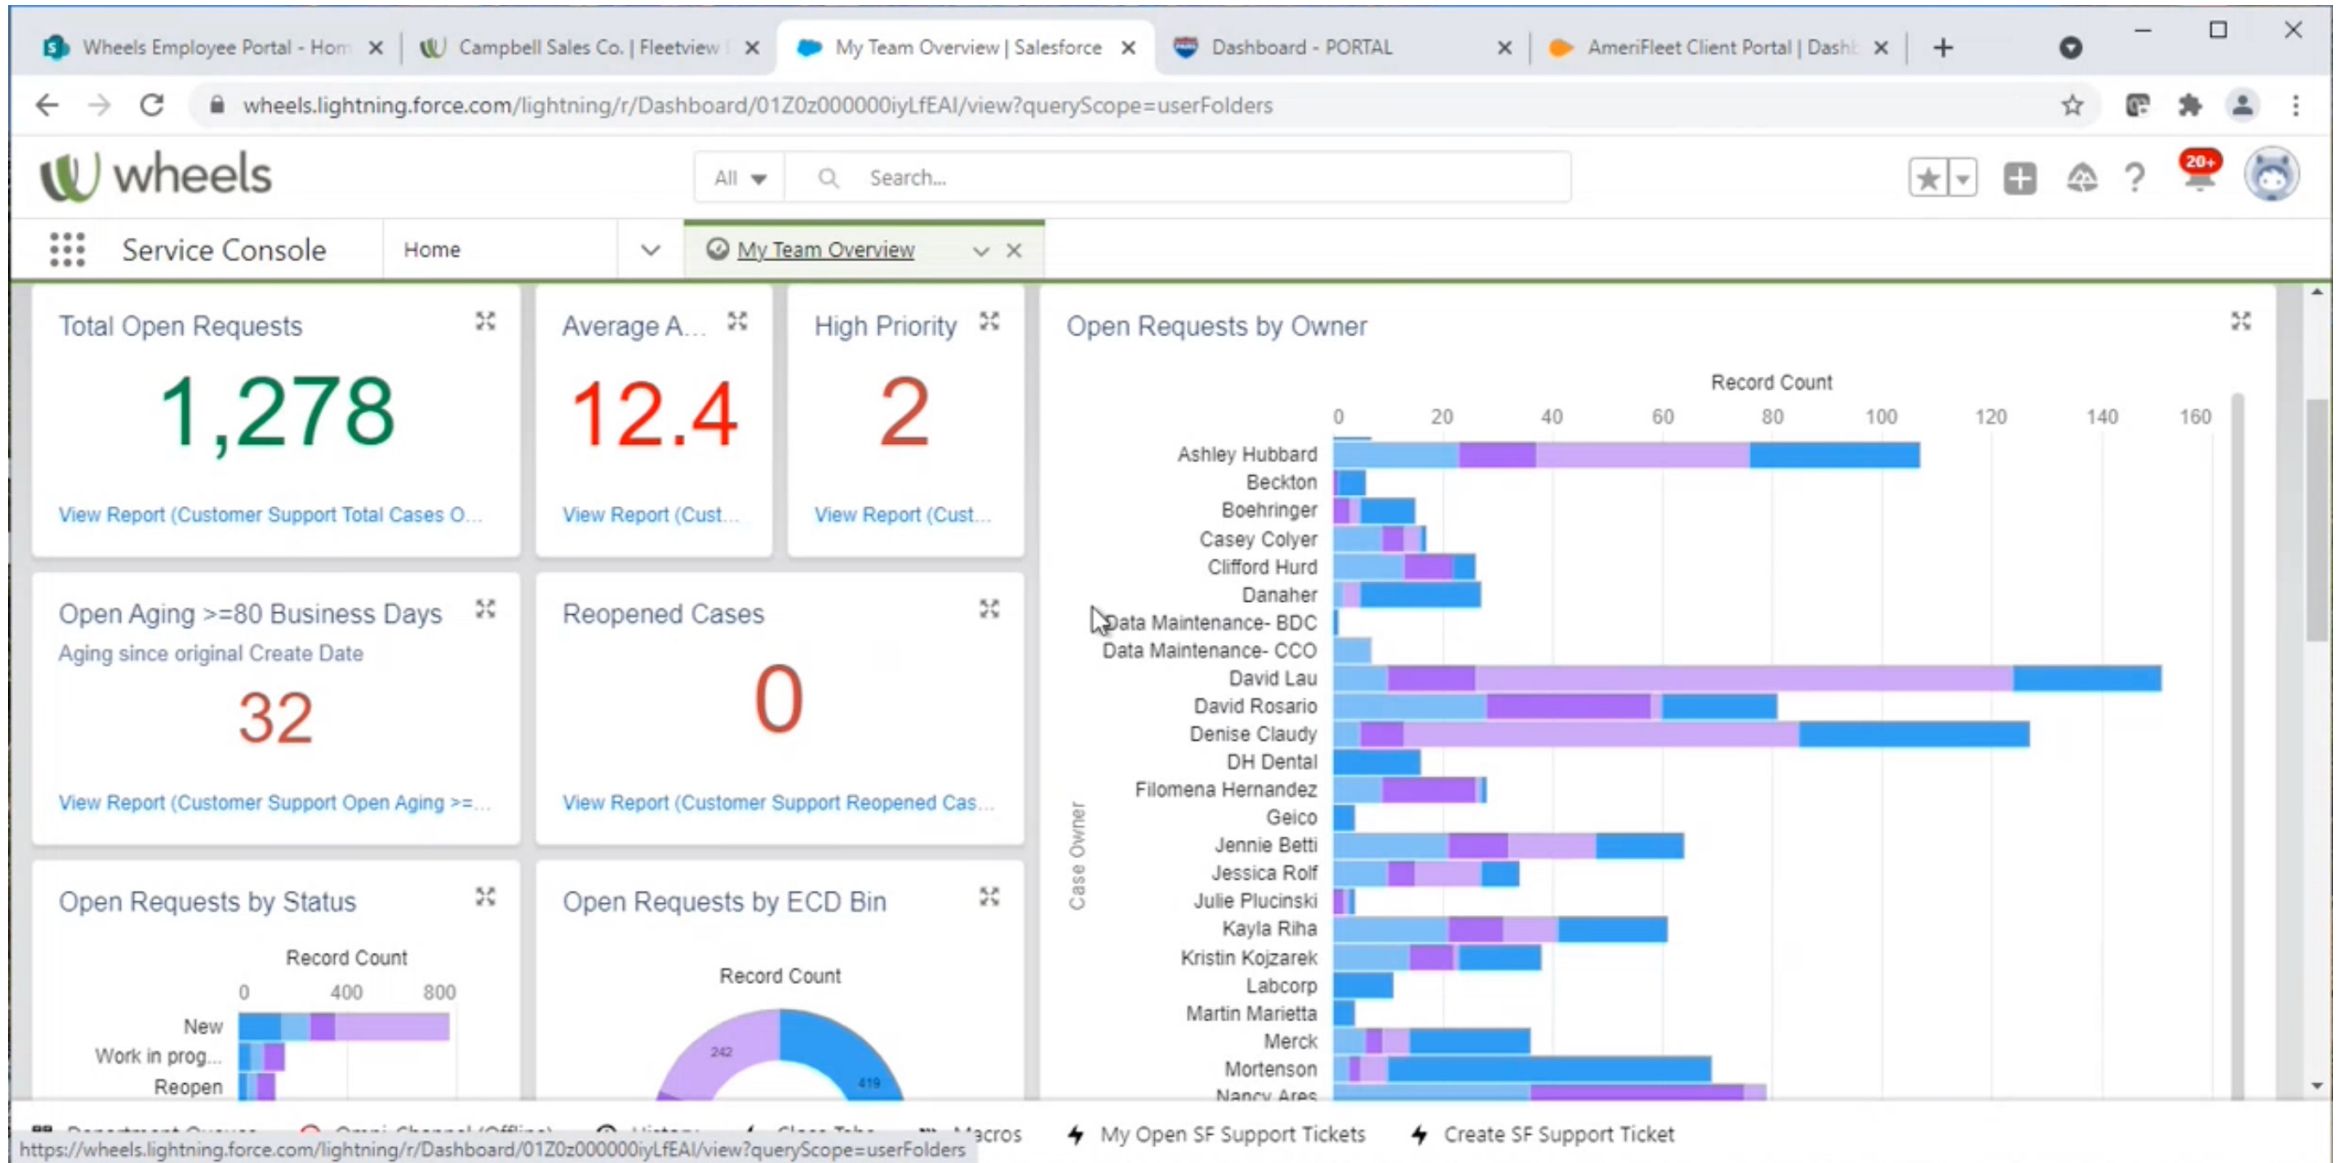 Wheels Employee Portal - Hom
Campbell Sales Co. | Fleetview
My Team Overview | Salesforce
Dashboard - PORTAL
AmeriFleet Client Portal | Dashb
wheels.lightning.force.com/lightning/r/Dashboard/01Z0z000000iyLfEAI/view?queryScope=userFolders
wheels
All
Search...
20+
Service Console
Home
My Team Overview
Total Open Requests
1,278
View Report (Customer Support Total Cases O...
Average A...
12.4
View Report (Cust...
High Priority
2
View Report (Cust...
Open Aging >=80 Business Days
Aging since original Create Date
32
View Report (Customer Support Open Aging >=...
Reopened Cases
0
View Report (Customer Support Reopened Cas...
Open Requests by Status
Record Count
0 400 800
New
Work in prog...
Reopen
Open Requests by ECD Bin
Record Count
242
419
Open Requests by Owner
Record Count
0 20 40 60 80 100 120 140 160
Case Owner
Ashley Hubbard
Beckton
Boehringer
Casey Colyer
Clifford Hurd
Danaher
Data Maintenance- BDC
Data Maintenance- CCO
David Lau
David Rosario
Denise Claudy
DH Dental
Filomena Hernandez
Geico
Jennie Betti
Jessica Rolf
Julie Plucinski
Kayla Riha
Kristin Kojzarek
Labcorp
Martin Marietta
Merck
Mortenson
Nancy Ares
Omni-Channel (Offline)
History
Macros
My Open SF Support Tickets
Create SF Support Ticket
https://wheels.lightning.force.com/lightning/r/Dashboard/01Z0z000000iyLfEAI/view?queryScope=userFolders